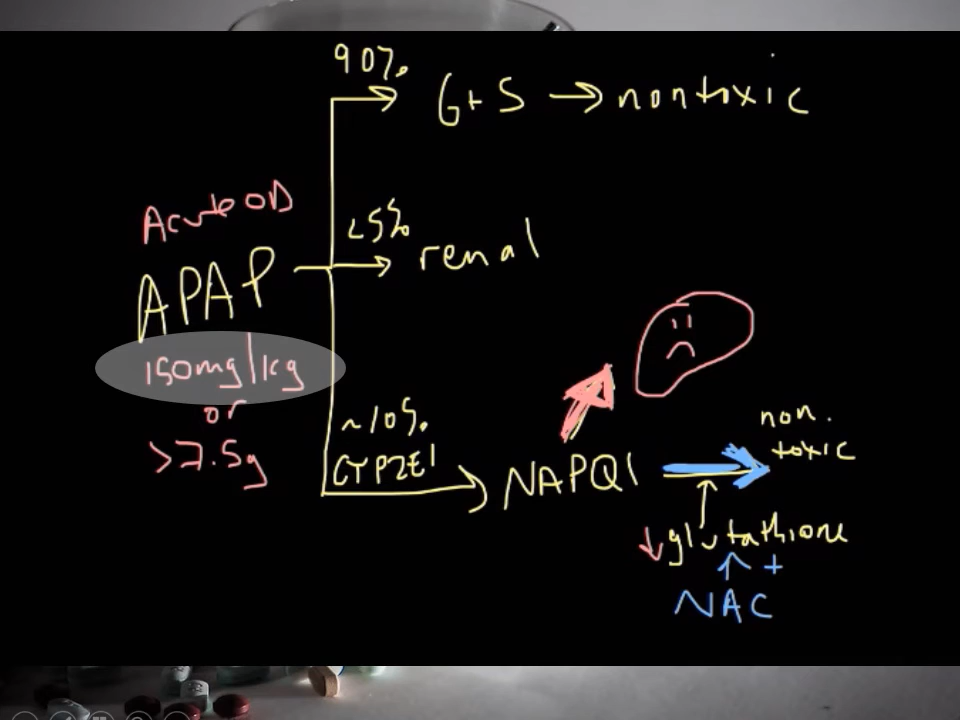 90%.
G+S → nontoxic
Acute OD
<5%
renal
APAP
150mg/kg
or
>7.5g
~10%.
CYP2E1
NAPQI
non.
toxic
↓glutathione
↑ +
NAC